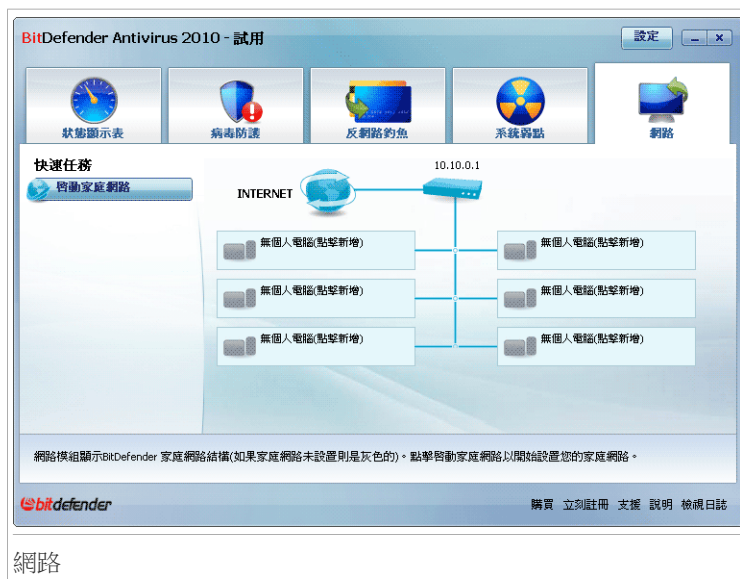 BitDefender Antivirus 2010 - 試用
設定
狀態顯示表
病毒防護
反網路釣魚
系統弱點
網路
快速任務
啓動家庭網路
INTERNET
10.10.0.1
無個人電腦(點擊新增)
無個人電腦(點擊新增)
無個人電腦(點擊新增)
無個人電腦(點擊新增)
無個人電腦(點擊新增)
無個人電腦(點擊新增)
網路模組顯示BitDefender 家庭網路結構(如果家庭網路未設置則是灰色的)。點擊啓動家庭網路以開始設置您的家庭網路。
bitdefender
購買 立刻註冊 支援 說明 檢視日誌
網路